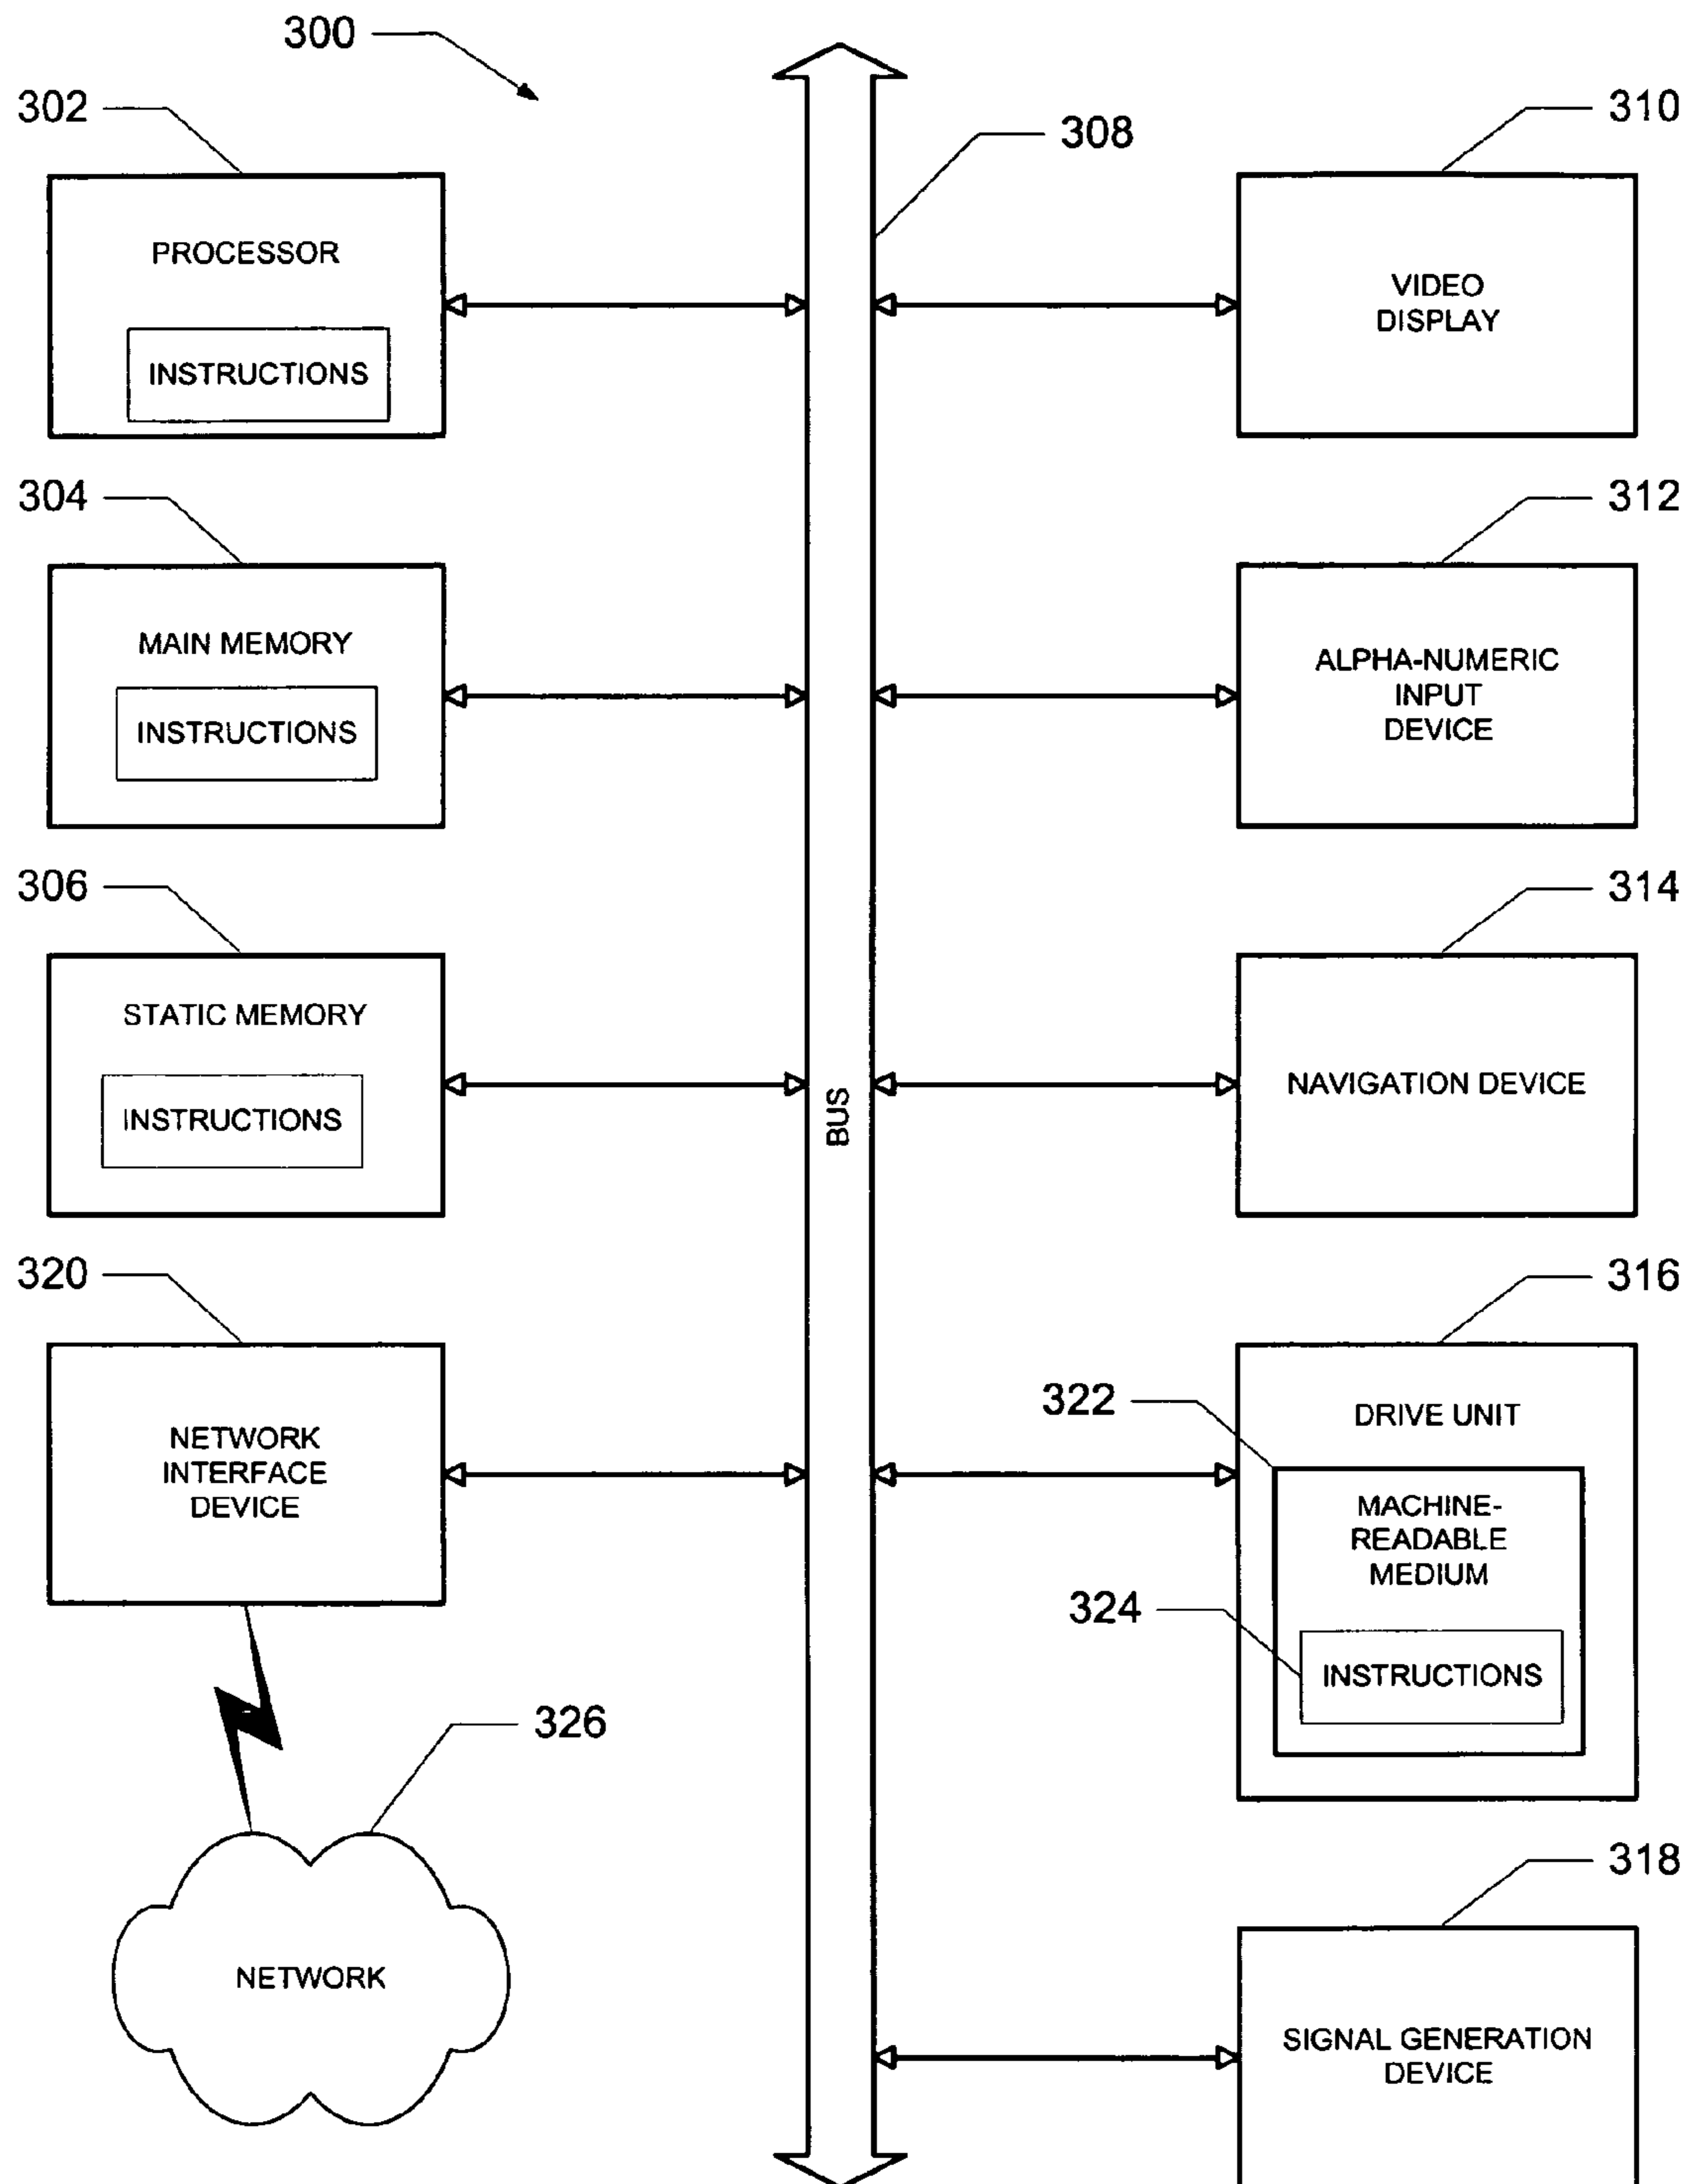 300
302
PROCESSOR
INSTRUCTIONS
304
MAIN MEMORY
INSTRUCTIONS
306
STATIC MEMORY
INSTRUCTIONS
320
NETWORK
INTERFACE
DEVICE
326
NETWORK
308
BUS
310
VIDEO
DISPLAY
312
ALPHA-NUMERIC
INPUT
DEVICE
314
NAVIGATION DEVICE
316
DRIVE UNIT
322
MACHINE-
READABLE
MEDIUM
324
INSTRUCTIONS
318
SIGNAL GENERATION
DEVICE